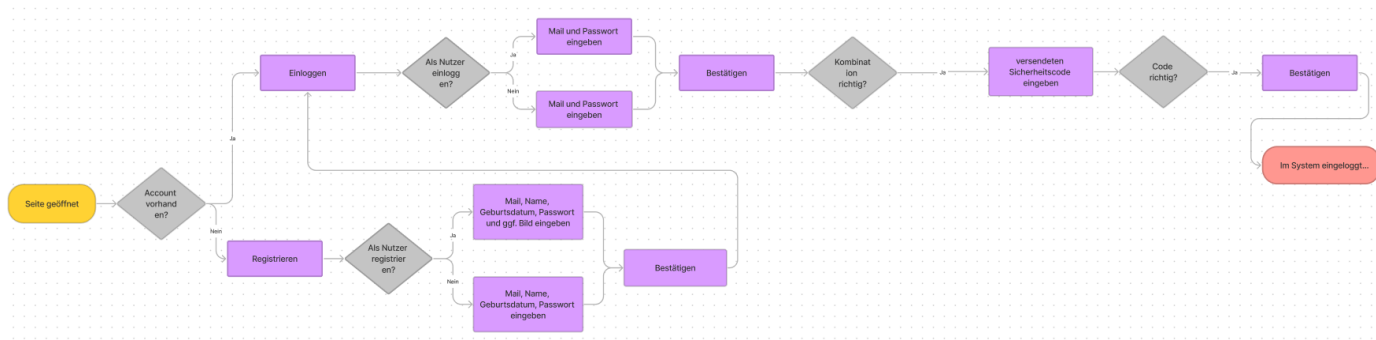 Seite geöffnet
Account
vorhand
en?
Ja
Nein
Einloggen
Als Nutzer
einlogg
en?
Ja
Nein
Mail und Passwort
eingeben
Mail und Passwort
eingeben
Bestätigen
Kombinat
ion
richtig?
Ja
versendeten
Sicherheitscode
eingeben
Code
richtig?
Ja
Bestätigen
Im System eingeloggt...
Registrieren
Als Nutzer
registrier
en?
Ja
Nein
Mail, Name,
Geburtsdatum, Passwort
und ggf. Bild eingeben
Mail, Name,
Geburtsdatum, Passwort
eingeben
Bestätigen